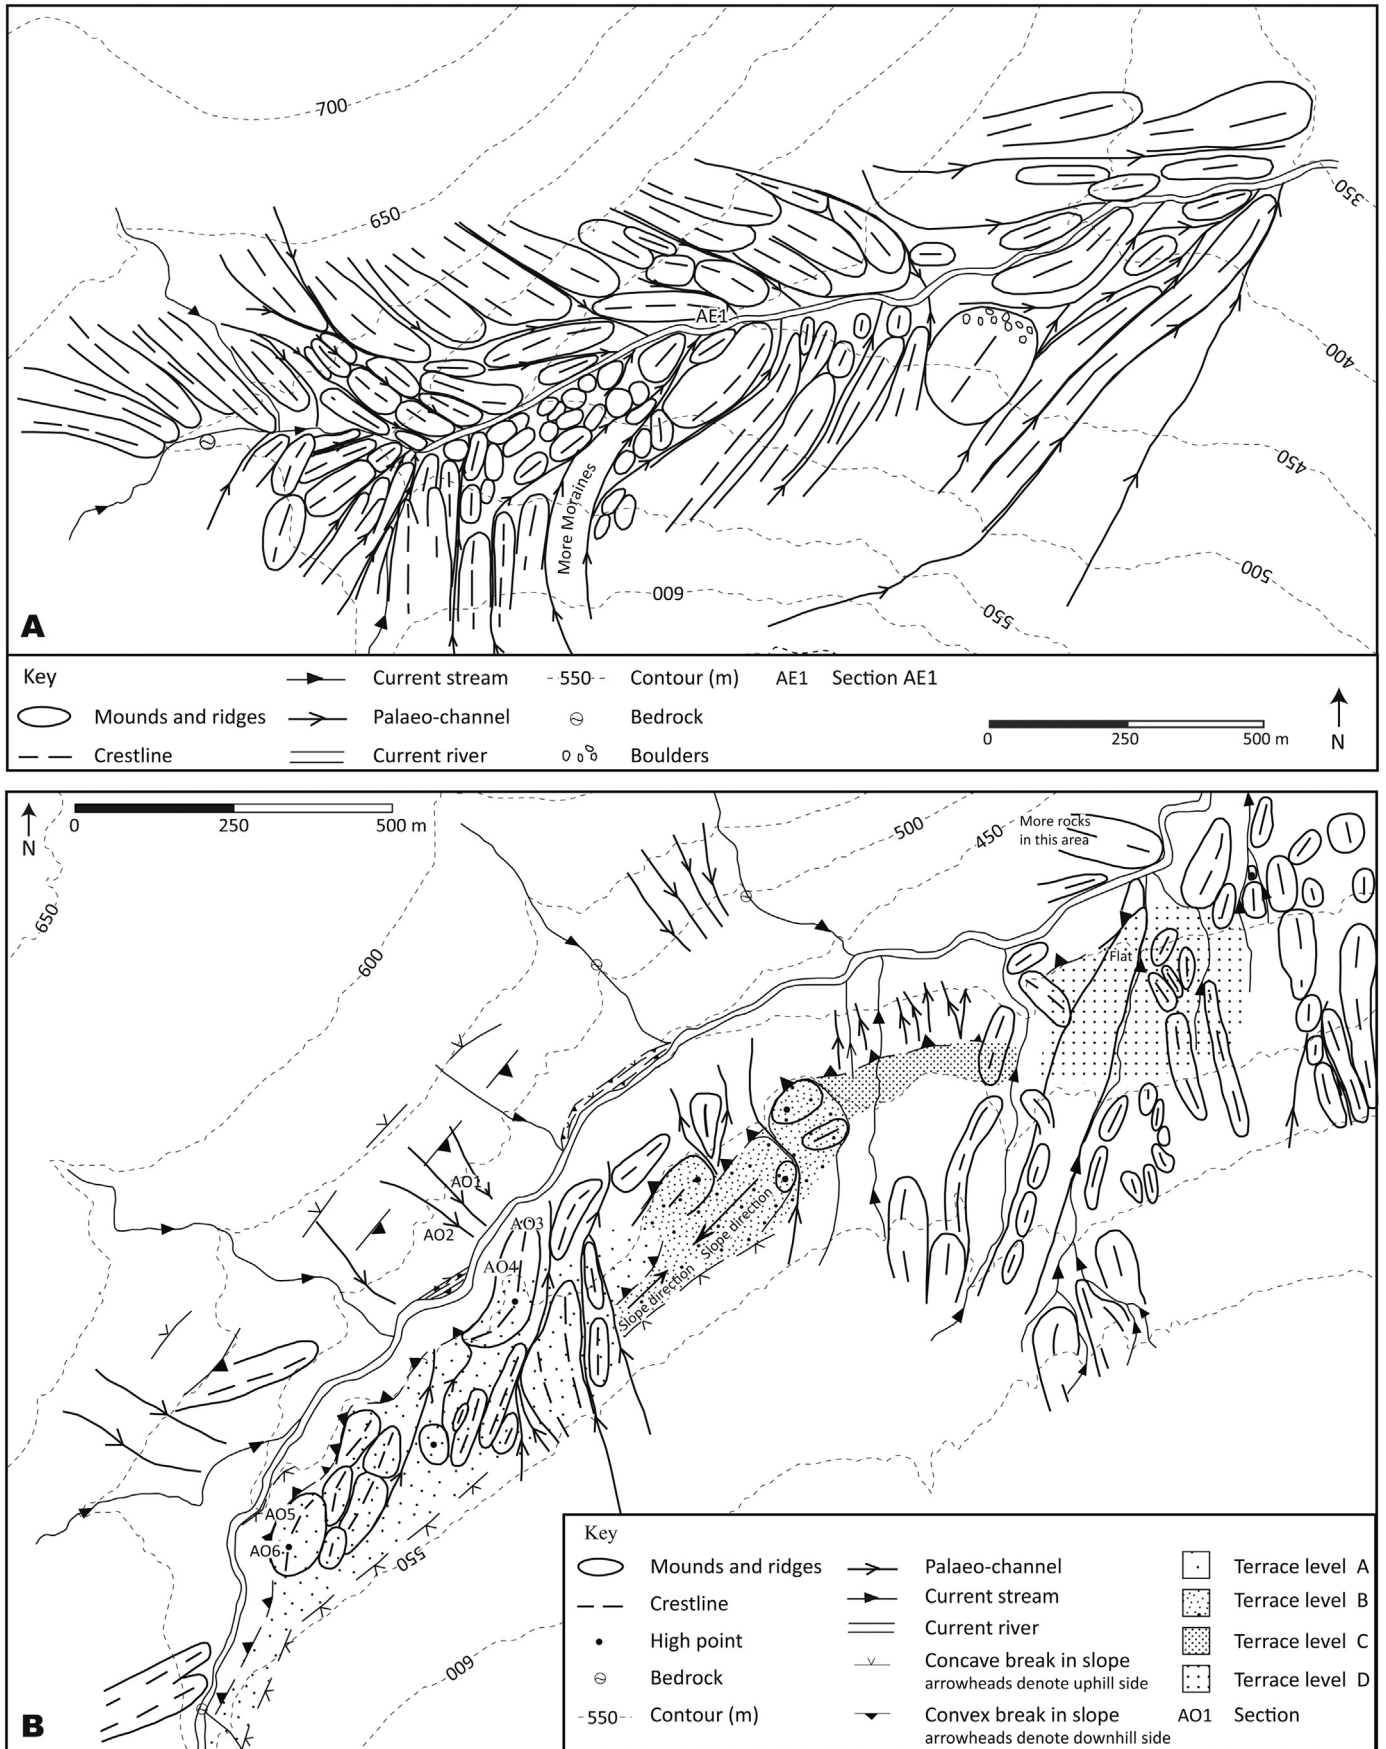 700
650
350
AE1
400
450
More Moraines
500
600
550
A
Key
Current stream
-550-
Contour (m)
AE1
Section AE1
Mounds and ridges
Palaeo-channel
Bedrock
Crestline
Current river
Boulders
0
250
500 m
N
0
250
500 m
N
More rocks
in this area
500
450
650
600
Flat
AO1
AO2
AO3
AO4
Slope direction
Slope direction
AO5
AO6
550
600
B
Key
Mounds and ridges
Palaeo-channel
Terrace level A
Crestline
Current stream
Terrace level B
High point
Current river
Terrace level C
Bedrock
Concave break in slope
arrowheads denote uphill side
Terrace level D
-550-
Contour (m)
Convex break in slope
arrowheads denote downhill side
AO1
Section